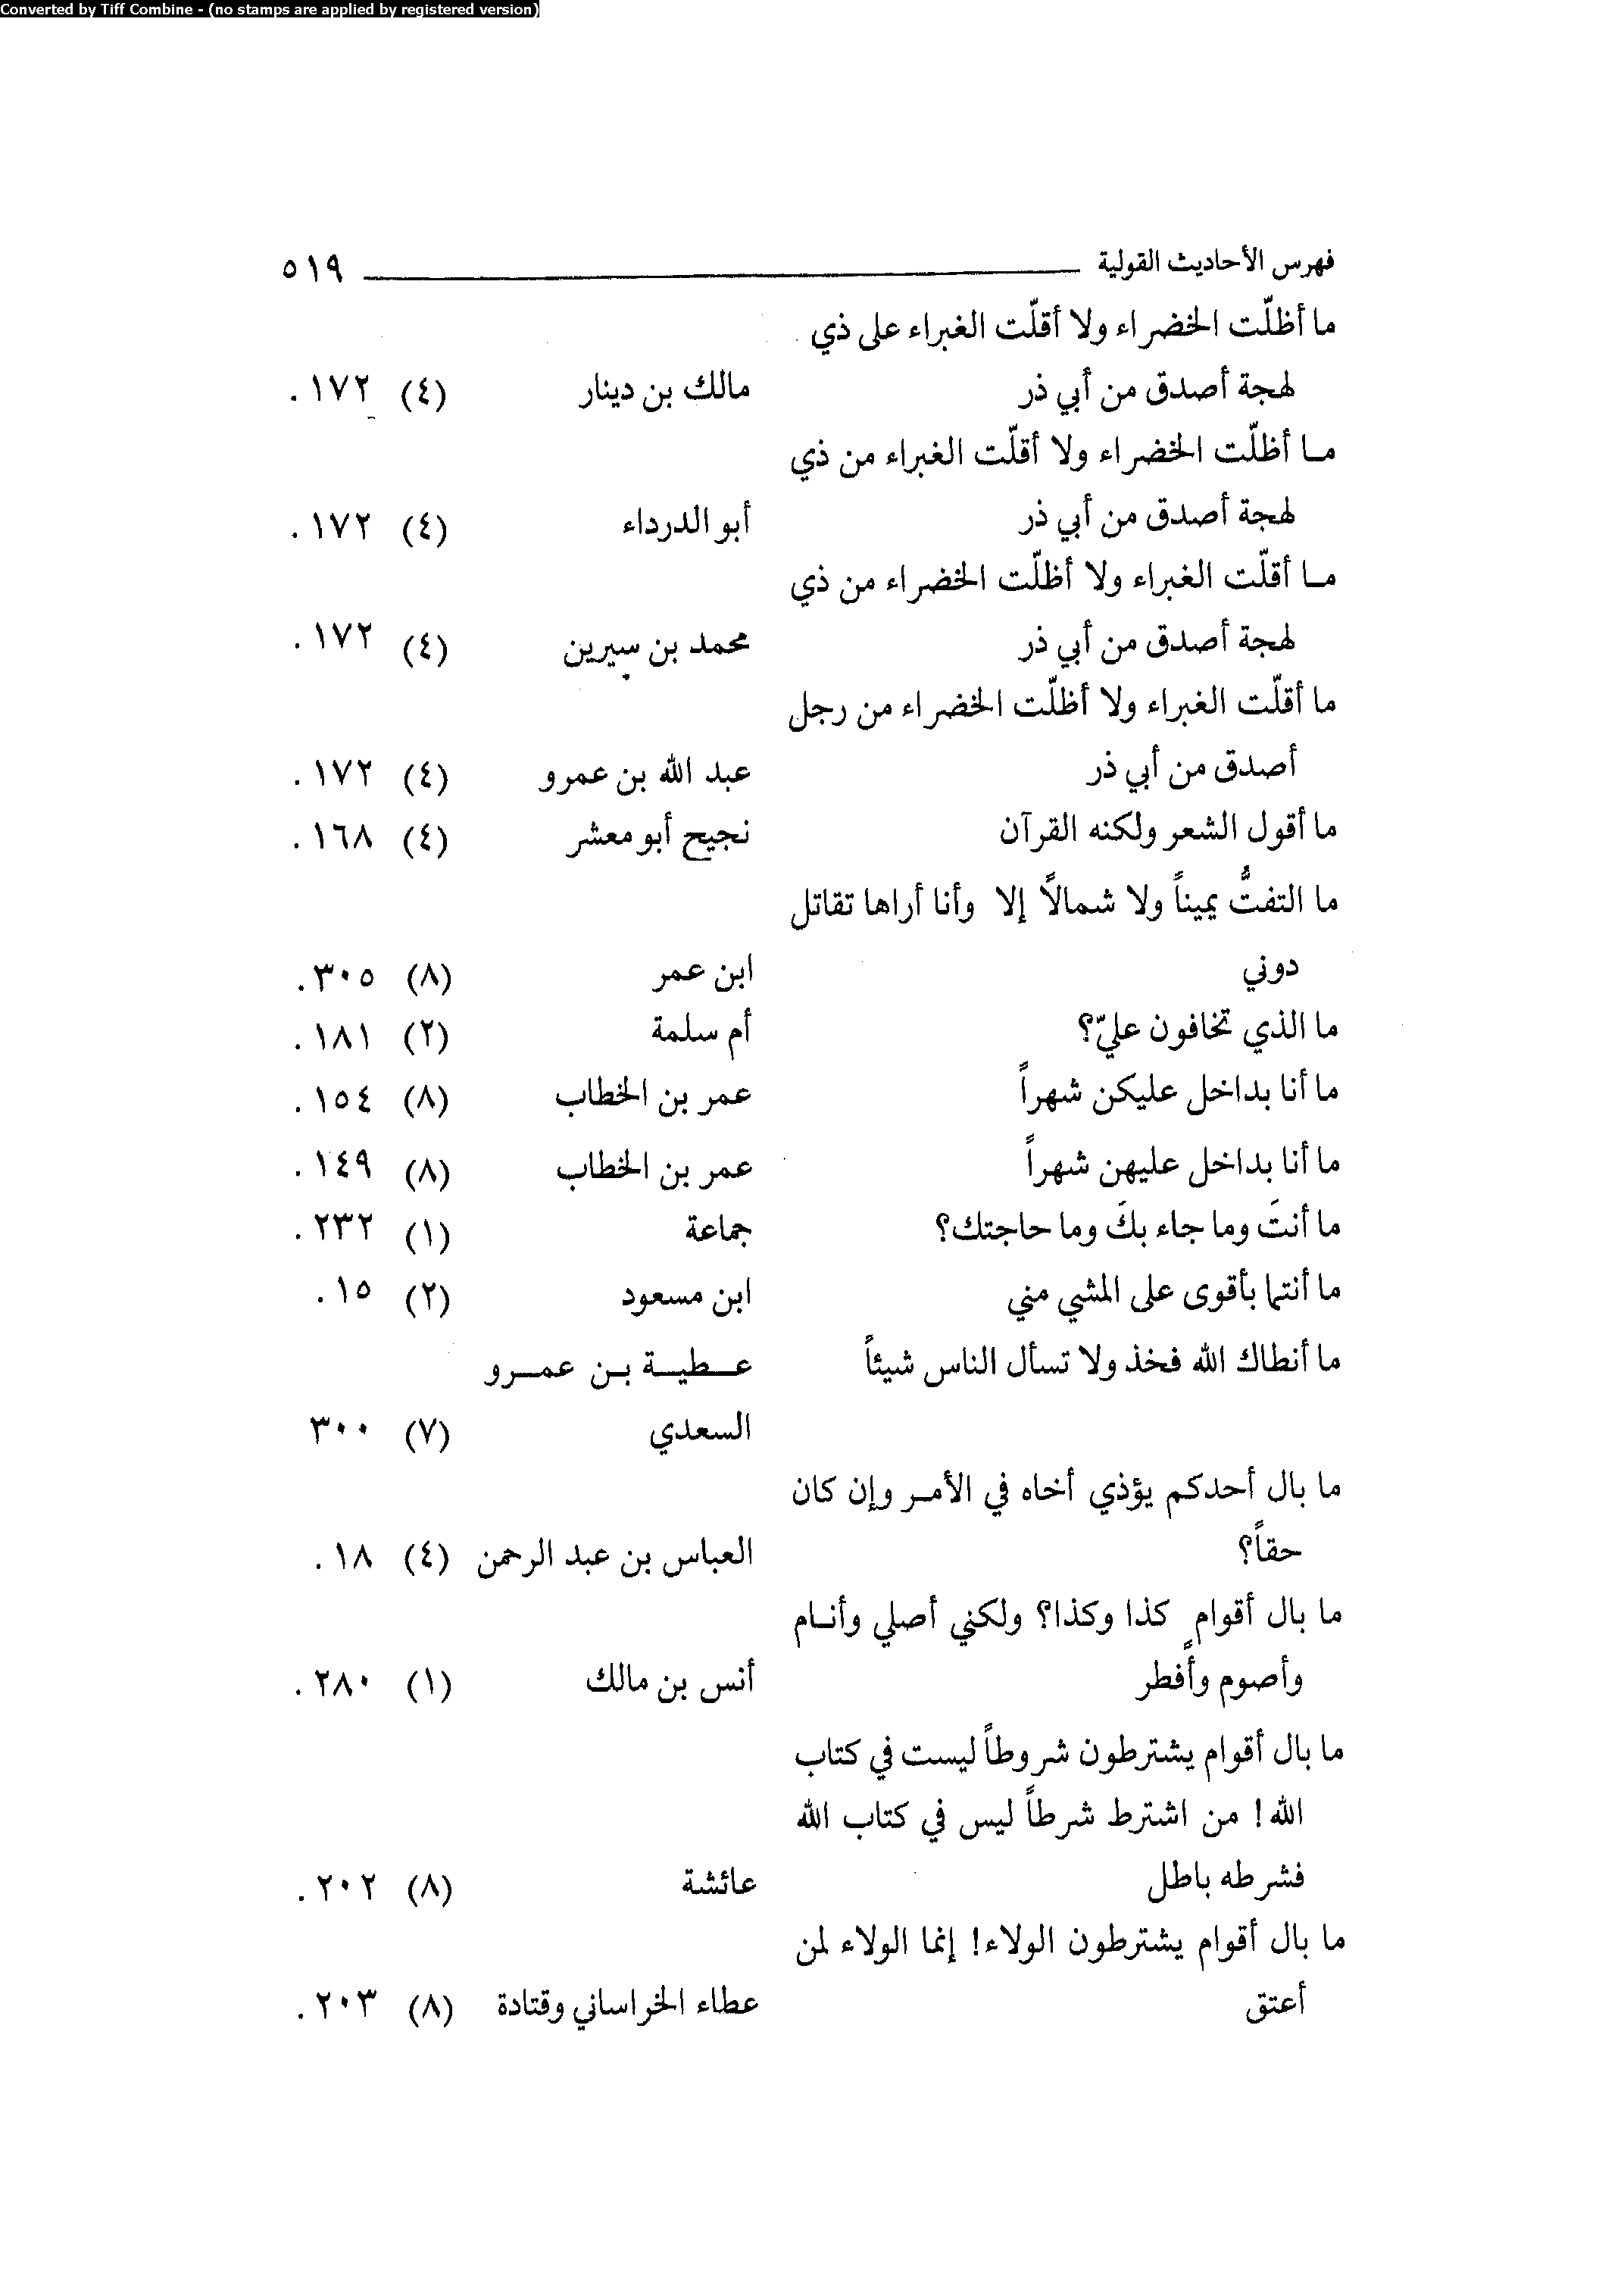 Converted by Tiff Combine - (no stamps are applied by registered version)
فهرس الأحاديث القولية ٥١٩
ما أظلّت الخضراء ولا أقلّت الغبراء على ذي
لهجة أصدق من أبي ذر مالك بن دينار (٤) ١٧٢.
مـا أظلّت الخضراء ولا أقلّت الغبراء من ذي
لهجة أصدق من أبي ذر أبو الدرداء (٤) ١٧٢.
مـا أقلّت الغبراء ولا أظلّت الخضراء من ذي
لهجة أصدق من أبي ذر محمد بن سيرين (٤) ١٧٢.
ما أقلّت الغبراء ولا أظلّت الخضراء من رجل
أصدق من أبي ذر عبد الله بن عمرو (٤) ١٧٢.
ما أقول الشعر ولكنه القرآن نجيح أبو معشر (٤) ١٦٨.
ما التفتُّ يميناً ولا شمالاً إلا وأنا أراها تقاتل
دوني ابن عمر (٨) ٣٠٥.
ما الذي تخافون عليّ؟ أم سلمة (٢) ١٨١.
ما أنا بداخل عليكن شهراً عمر بن الخطاب (٨) ١٥٤.
ما أنا بداخل عليهن شهراً عمر بن الخطاب (٨) ١٤٩.
ما أنتَ وما جاء بكَ وما حاجتك؟ جماعة (١) ٢٣٢.
ما أنتما بأقوى على المشي مني ابن مسعود (٢) ١٥.
ما أنطاك الله فخذ ولا تسأل الناس شيئاً عـطيـة بـن عمـرو
السعدي (٧) ٣٠٠
ما بال أحدكم يؤذي أخاه في الأمـر وإن كان
حقاً؟ العباس بن عبد الرحمن (٤) ١٨.
ما بال أقوام كذا وكذا؟ ولكني أصلي وأنـام
وأصوم وأُفطر أنس بن مالك (١) ٢٨٠.
ما بال أقوام يشترطون شروطاً ليست في كتاب
الله! من اشترط شرطاً ليس في كتاب الله
فشرطه باطل عائشة (٨) ٢٠٢.
ما بال أقوام يشترطون الولاء! إنما الولاء لمن
أعتق عطاء الخراساني وقتادة (٨) ٢٠٣.